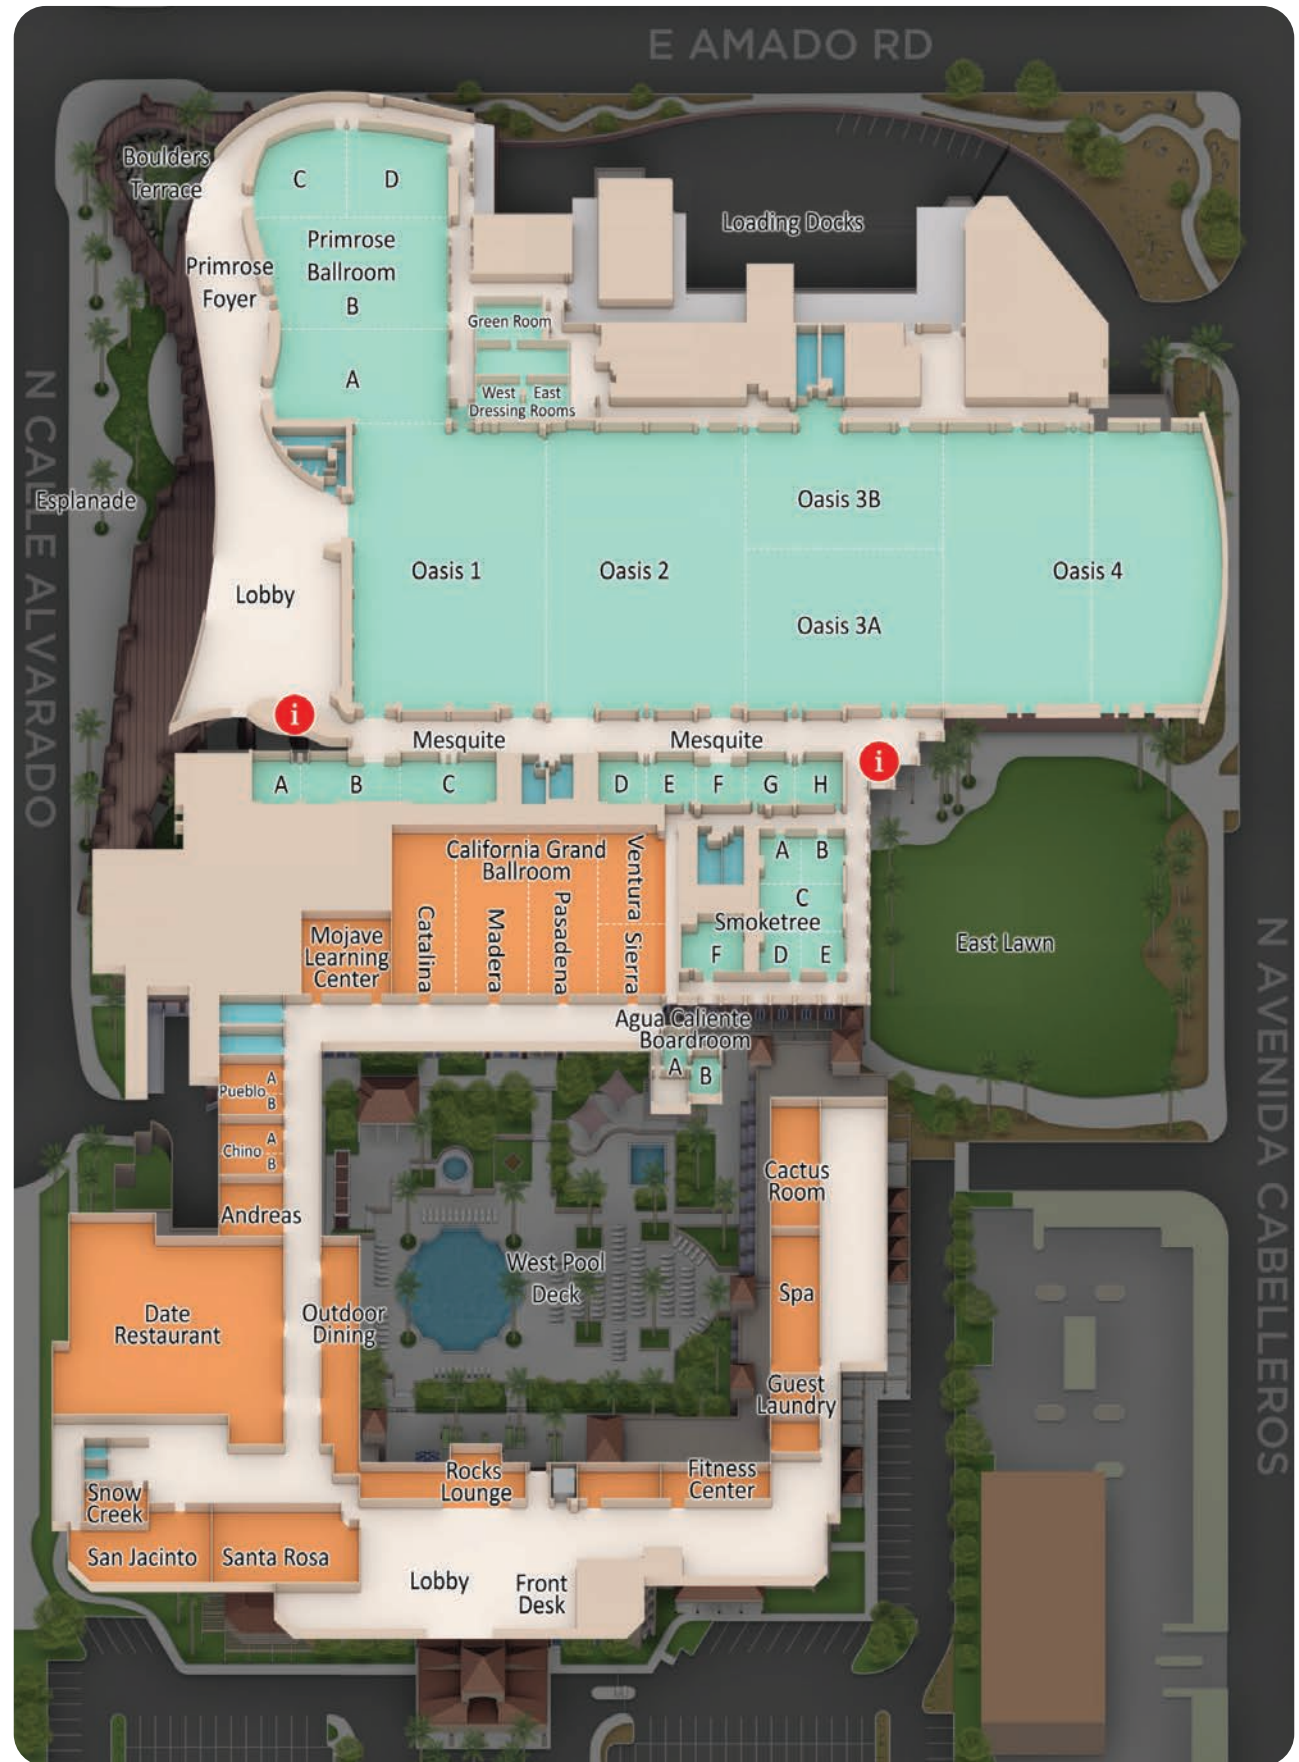 E AMADO RD
Boulders
Terrace
C
D
Loading Docks
Primrose
Ballroom
Primrose
Foyer
B
Green Room
A
West
East
Dressing Rooms
N CALLE ALVARADO
Esplanade
Oasis 3B
Oasis 1
Oasis 2
Oasis 4
Lobby
Oasis 3A
i
Mesquite
Mesquite
i
A
B
C
D
E
F
G
H
California Grand
Ballroom
Ventura
A
B
C
Smoketree
F
D
E
Catalina
Madera
Pasadena
Sierra
Mojave
Learning
Center
East Lawn
N AVENIDA CABELLEROS
Agua Caliente
Boardroom
A
B
Pueblo
A
B
Chino
A
B
Andreas
Cactus
Room
West Pool
Deck
Spa
Date
Restaurant
Outdoor
Dining
Guest
Laundry
Rocks
Lounge
Fitness
Center
Snow
Creek
San Jacinto
Santa Rosa
Lobby
Front
Desk